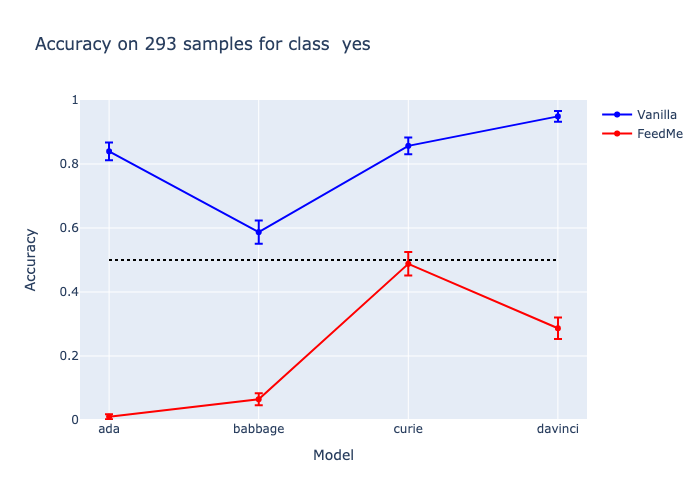 Accuracy on 293 samples for class  yes
Vanilla
FeedMe
Accuracy
1
0.8
0.6
0.4
0.2
0
ada
babbage
curie
davinci
Model